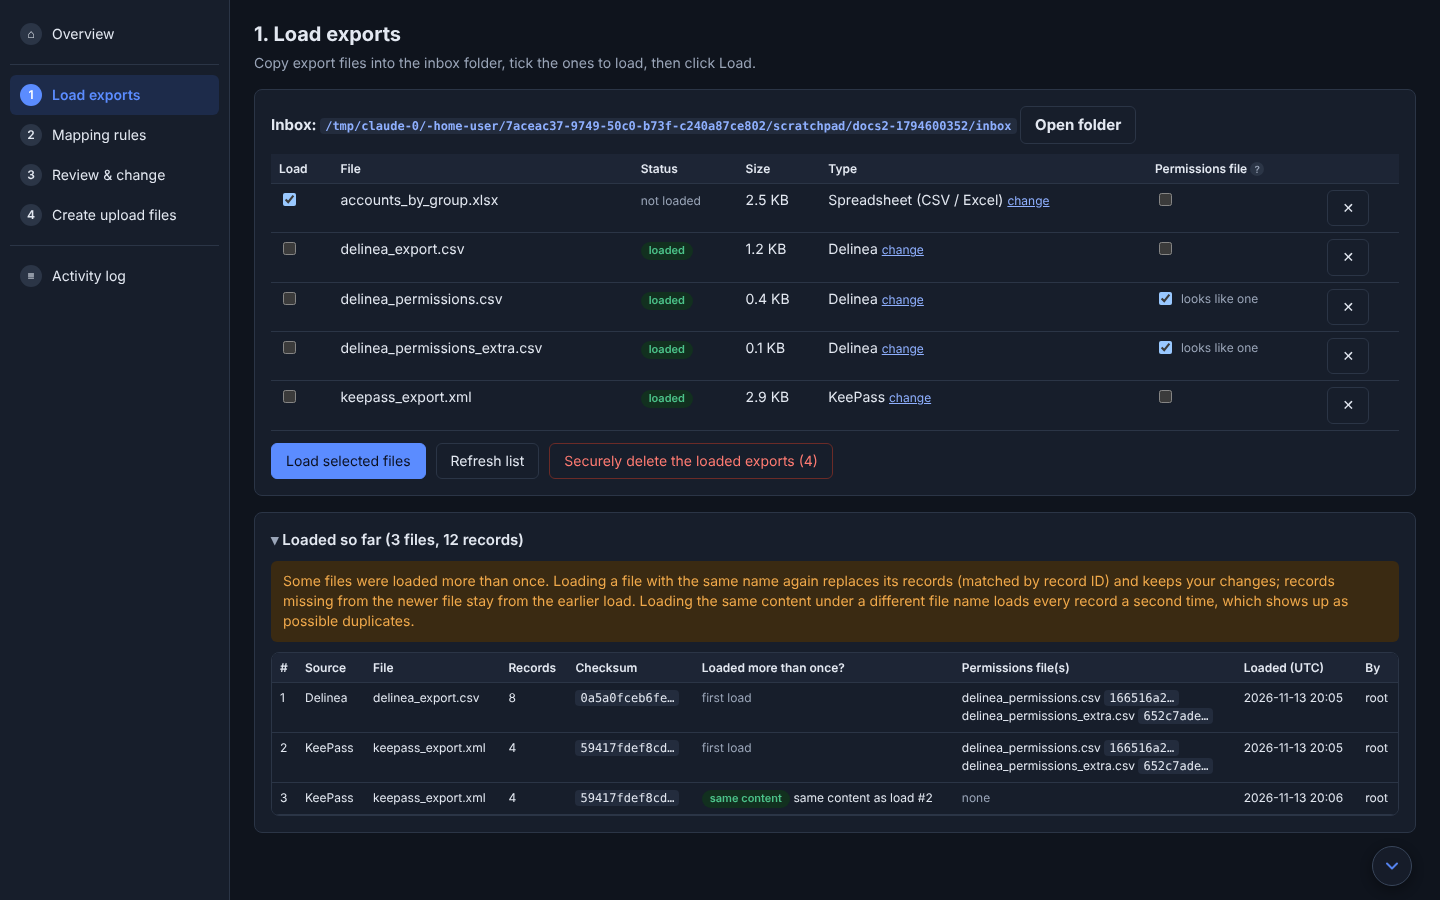 Overview
1 Load exports
2 Mapping rules
3 Review & change
4 Create upload files
Activity log
1. Load exports
Copy export files into the inbox folder, tick the ones to load, then click Load.
Inbox: /tmp/claude-0/-home-user/7aceac37-9749-50c0-b73f-c240a87ce802/scratchpad/docs2-1794600352/inbox Open folder
Load File Status Size Type Permissions file ?
accounts_by_group.xlsx not loaded 2.5 KB Spreadsheet (CSV / Excel) change ✕
delinea_export.csv loaded 1.2 KB Delinea change ✕
delinea_permissions.csv loaded 0.4 KB Delinea change looks like one ✕
delinea_permissions_extra.csv loaded 0.1 KB Delinea change looks like one ✕
keepass_export.xml loaded 2.9 KB KeePass change ✕
Load selected files Refresh list Securely delete the loaded exports (4)
▾ Loaded so far (3 files, 12 records)
Some files were loaded more than once. Loading a file with the same name again replaces its records (matched by record ID) and keeps your changes; records
missing from the newer file stay from the earlier load. Loading the same content under a different file name loads every record a second time, which shows up as
possible duplicates.
# Source File Records Checksum Loaded more than once? Permissions file(s) Loaded (UTC) By
1 Delinea delinea_export.csv 8 0a5a0fceb6fe… first load delinea_permissions.csv 166516a2… 2026-11-13 20:05 root
delinea_permissions_extra.csv 652c7ade…
2 KeePass keepass_export.xml 4 59417fdef8cd… first load delinea_permissions.csv 166516a2… 2026-11-13 20:05 root
delinea_permissions_extra.csv 652c7ade…
3 KeePass keepass_export.xml 4 59417fdef8cd… same content same content as load #2 none 2026-11-13 20:06 root